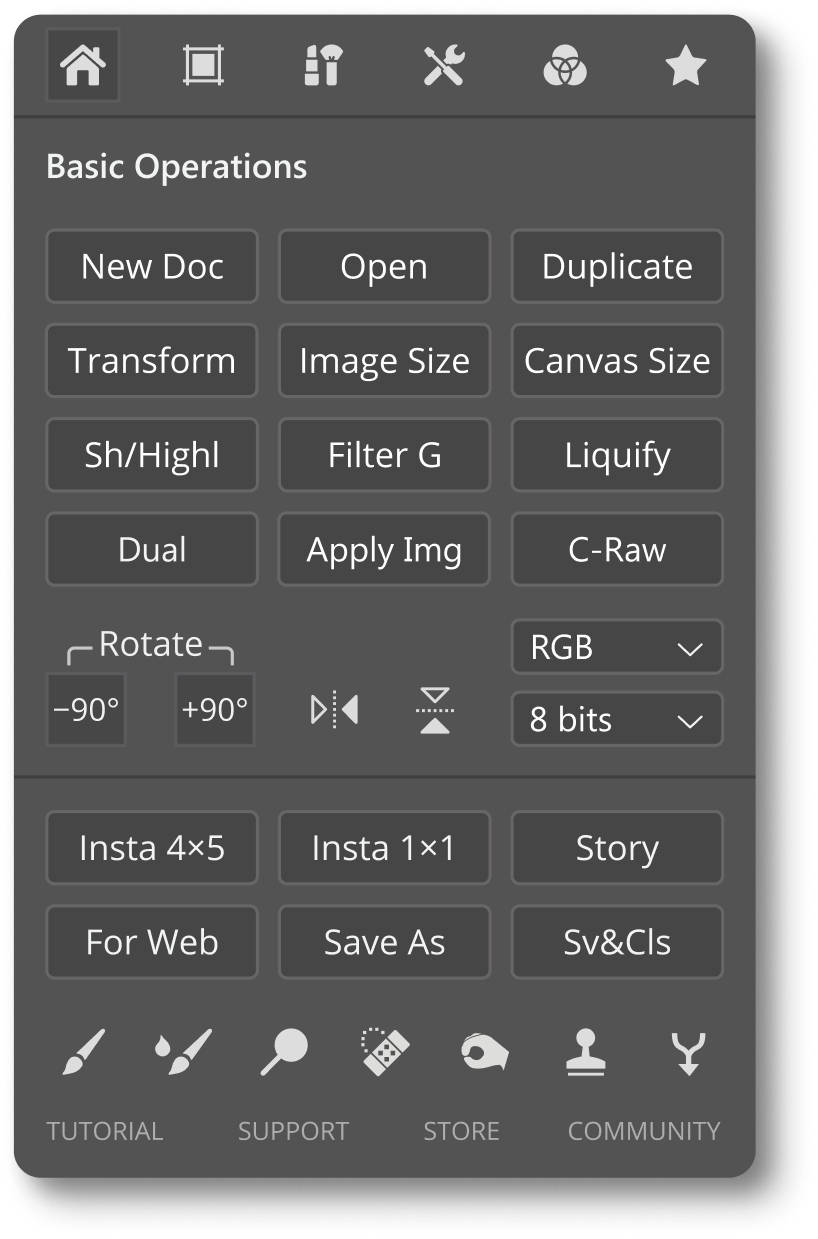 Basic Operations
New Doc Open Duplicate
Transform Image Size Canvas Size
Sh/Highl Filter G Liquify
Dual Apply Img C-Raw
Rotate RGB
−90° +90° 8 bits
Insta 4×5 Insta 1×1 Story
For Web Save As Sv&Cls
TUTORIAL SUPPORT STORE COMMUNITY